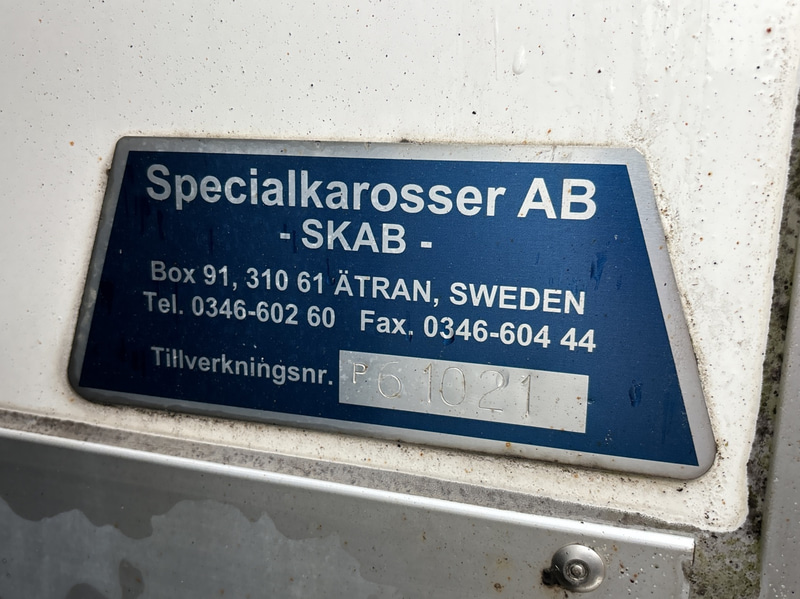 Specialkarosser AB
- SKAB -
Box 91, 310 61 ÄTRAN, SWEDEN
Tel. 0346-602 60 Fax. 0346-604 44
Tillverkningsnr. P61021